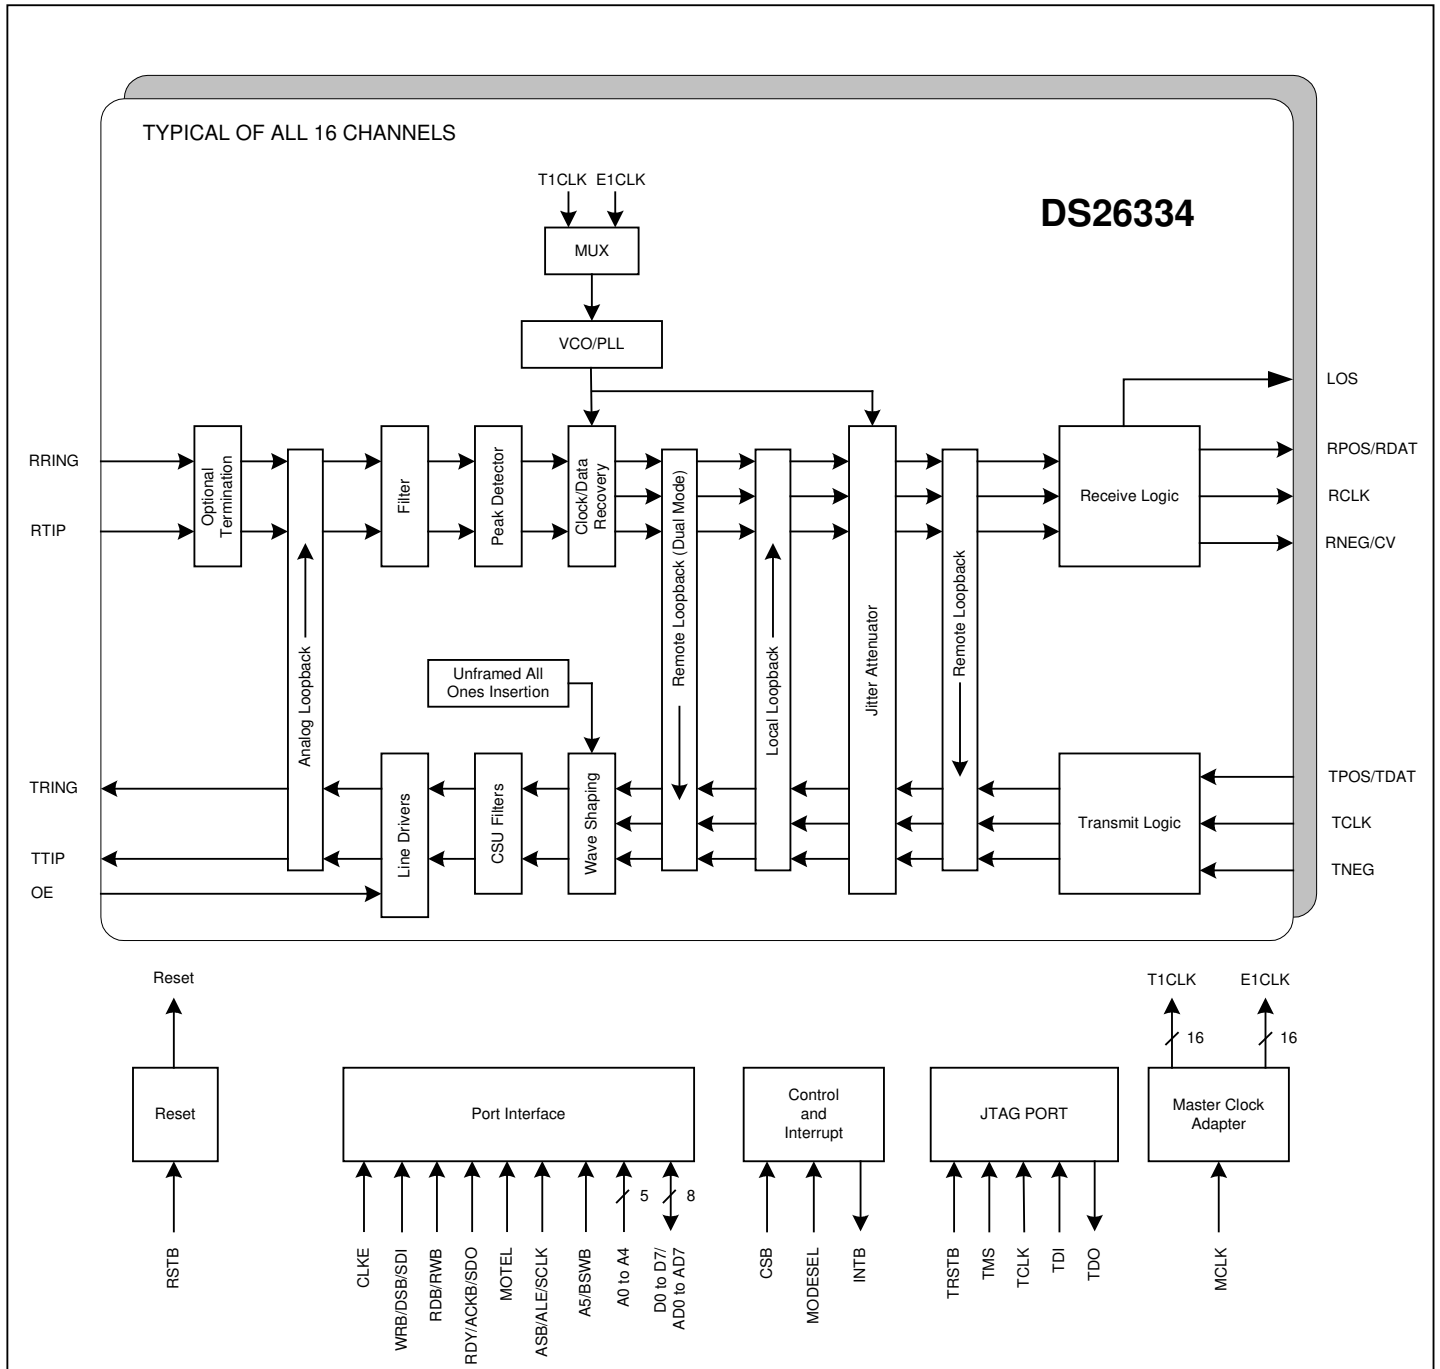 TYPICAL OF ALL 16 CHANNELS
T1CLK E1CLK
DS26334
MUX
VCO/PLL
LOS
RRING
RTIP
Optional
Termination
Analog Loopback
Filter
Peak Detector
Clock/Data
Recovery
Remote Loopback (Dual Mode)
Local Loopback
Jitter Attenuator
Remote Loopback
Receive Logic
RPOS/RDAT
RCLK
RNEG/CV
Unframed All
Ones Insertion
TRING
TTIP
OE
Line Drivers
CSU Filters
Wave Shaping
Transmit Logic
TPOS/TDAT
TCLK
TNEG
Reset
Reset
RSTB
Port Interface
5
8
CLKE
WRB/DSB/SDI
RDB/RWB
RDY/ACKB/SDO
MOTEL
ASB/ALE/SCLK
A5/BSWB
A0 to A4
D0 to D7/
AD0 to AD7
Control
and
Interrupt
CSB
MODESEL
INTB
JTAG PORT
TRSTB
TMS
TCLK
TDI
TDO
T1CLK
E1CLK
16
16
Master Clock
Adapter
MCLK